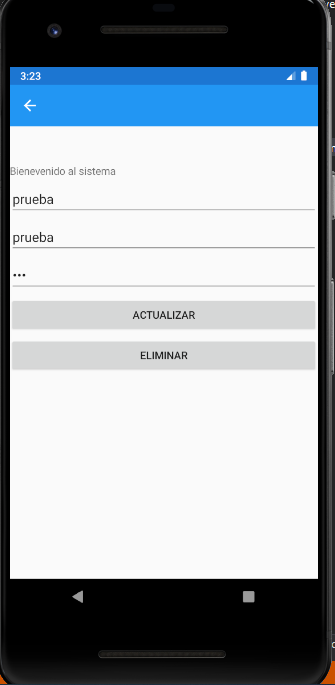 3:23
Bienevenido al sistema
prueba
prueba
•••
ACTUALIZAR
ELIMINAR